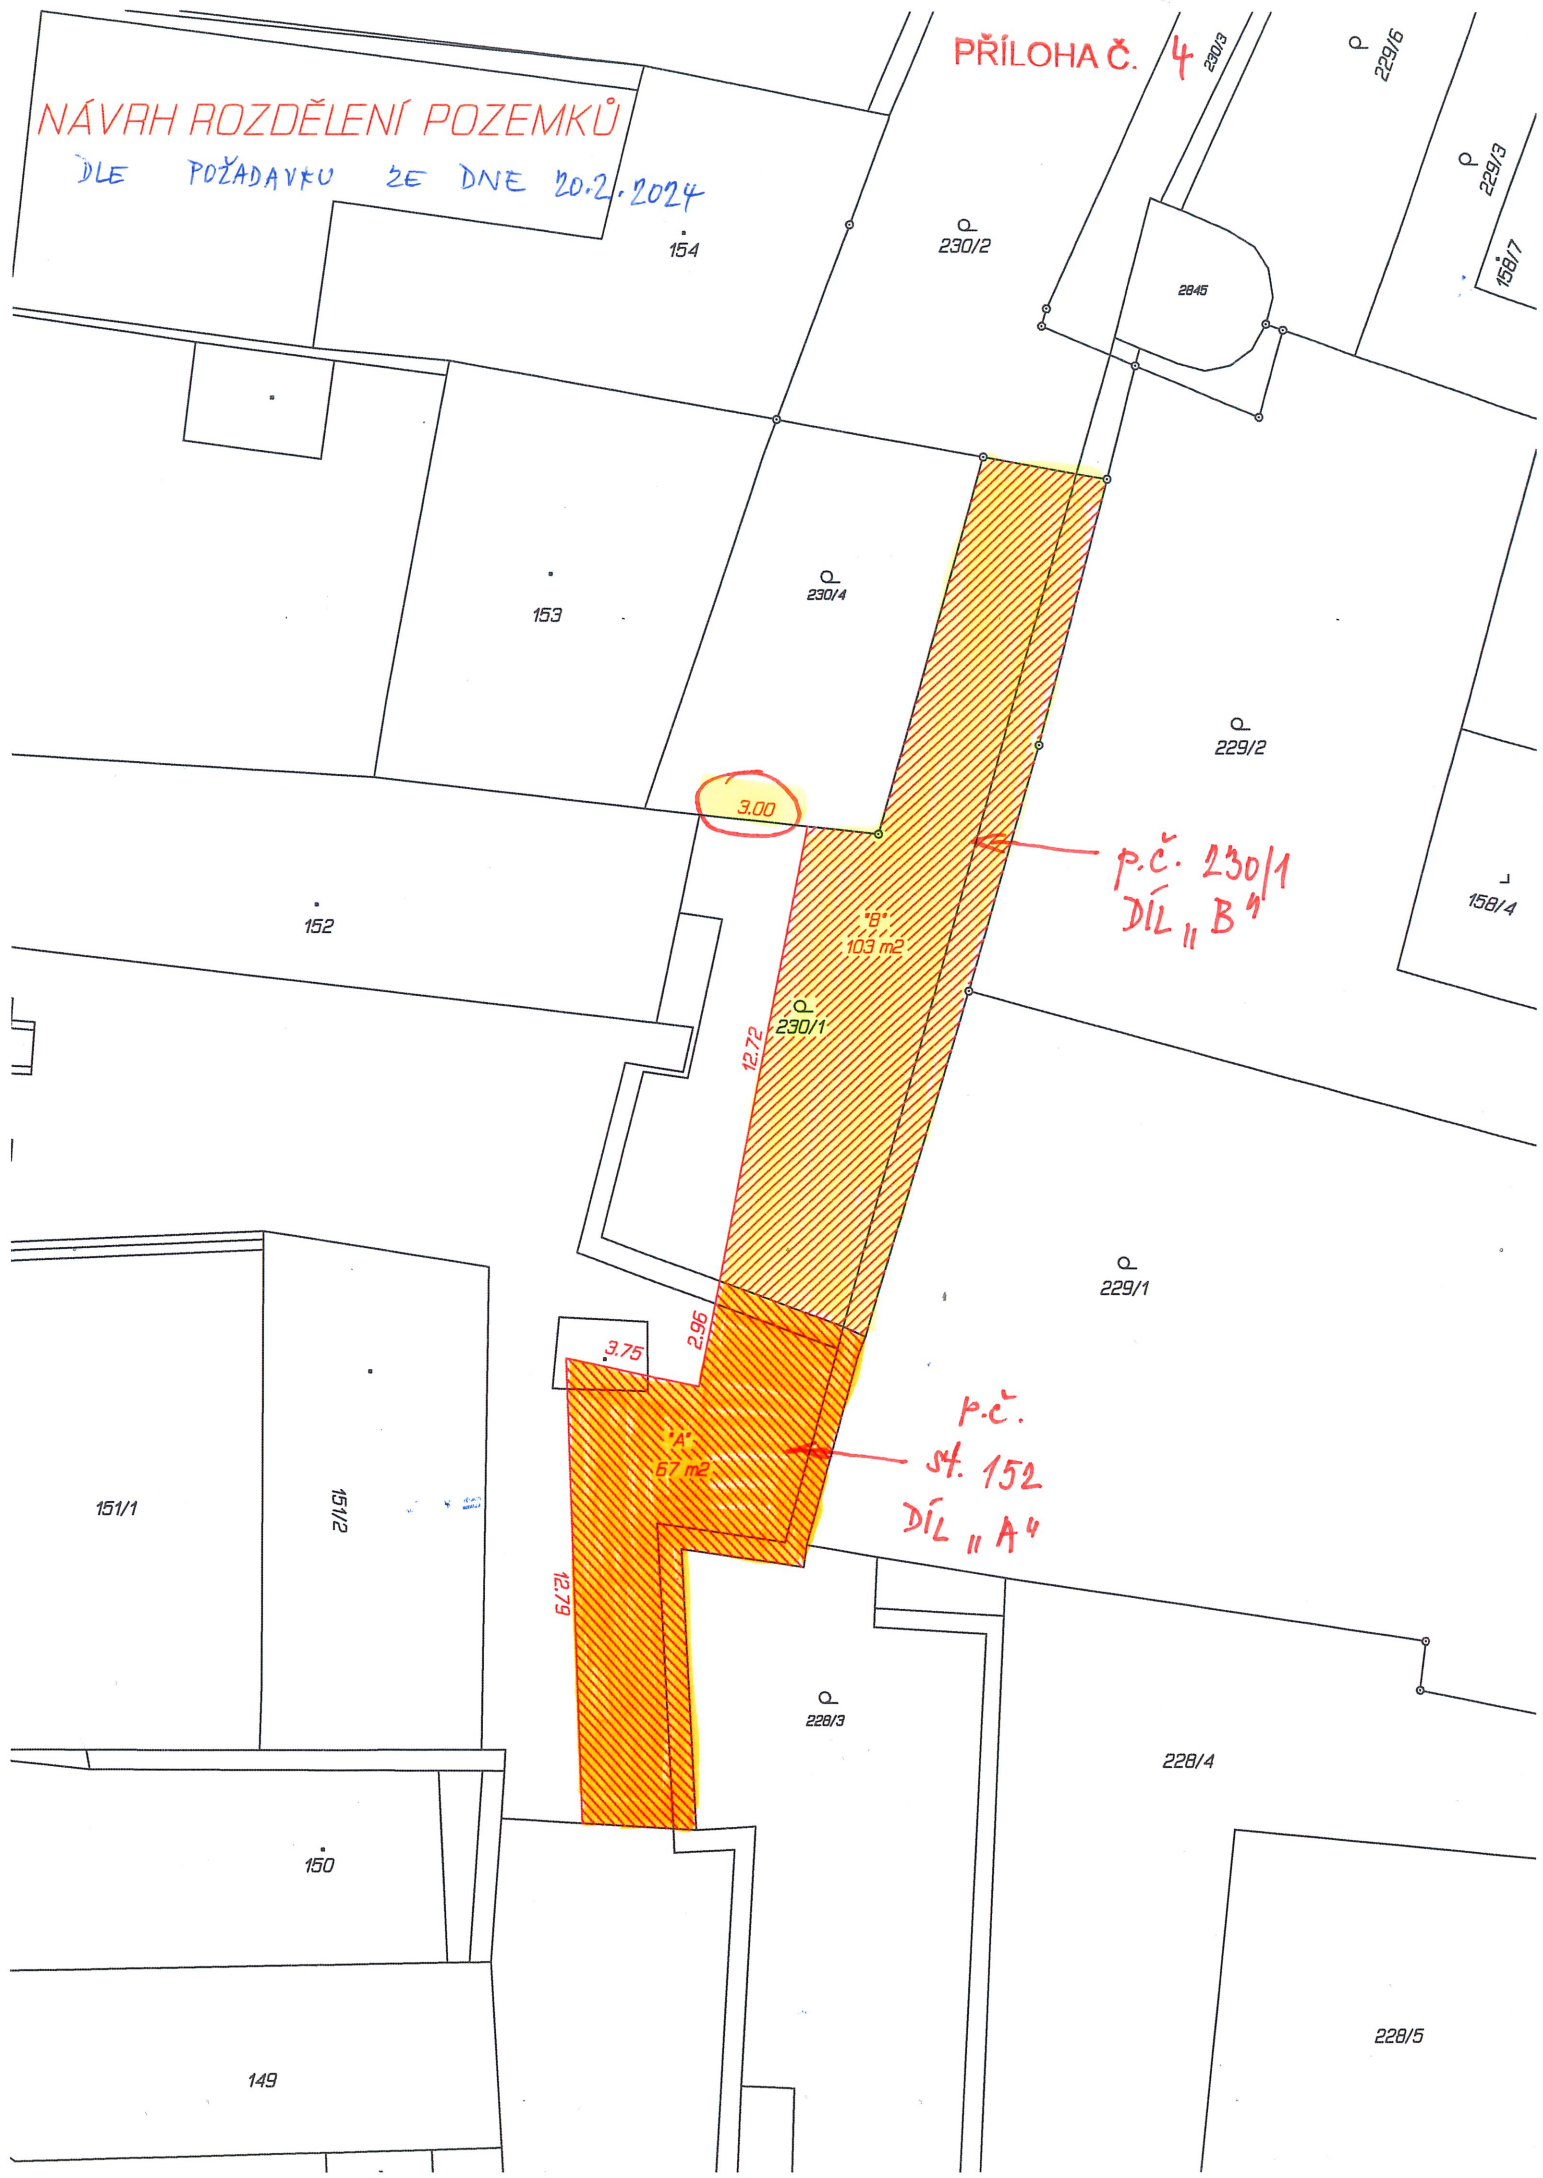 PŘÍLOHA Č. 4
230/3
229/6
NÁVRH ROZDĚLENÍ POZEMKŮ
DLE POŽADAVKU ZE DNE 20.2.2024
229/3
154
230/2
158/7
2845
153
230/4
229/2
3.00
p.č. 230/1
DÍL „B"
158/4
152
"B"
103 m2
230/1
12.72
229/1
2.96
3.75
p.č.
st. 152
DÍL „A"
"A"
67 m2
151/1
151/2
12.79
228/3
228/4
150
228/5
149